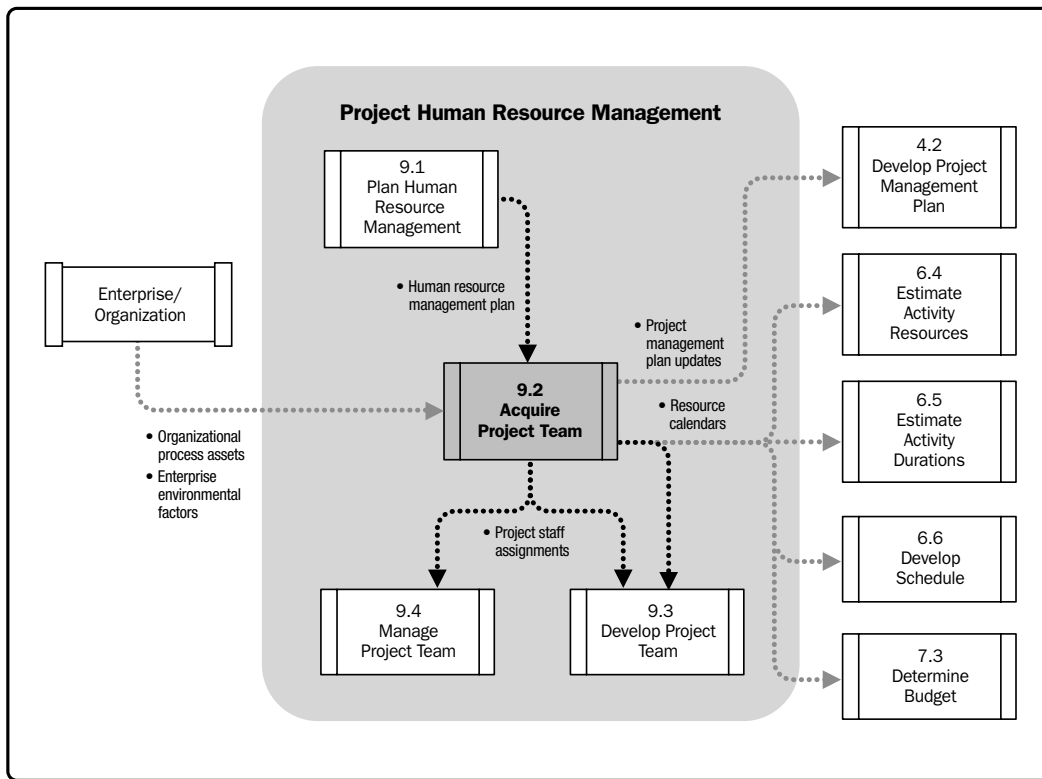 Project Human Resource Management
9.1
Plan Human
Resource
Management
4.2
Develop Project
Management
Plan
Enterprise/
Organization
• Human resource
management plan
6.4
Estimate
Activity
Resources
• Project
management
plan updates
9.2
Acquire
Project Team
• Resource
calendars
6.5
Estimate
Activity
Durations
• Organizational
process assets
• Enterprise
environmental
factors
• Project staff
assignments
6.6
Develop
Schedule
9.4
Manage
Project Team
9.3
Develop Project
Team
7.3
Determine
Budget